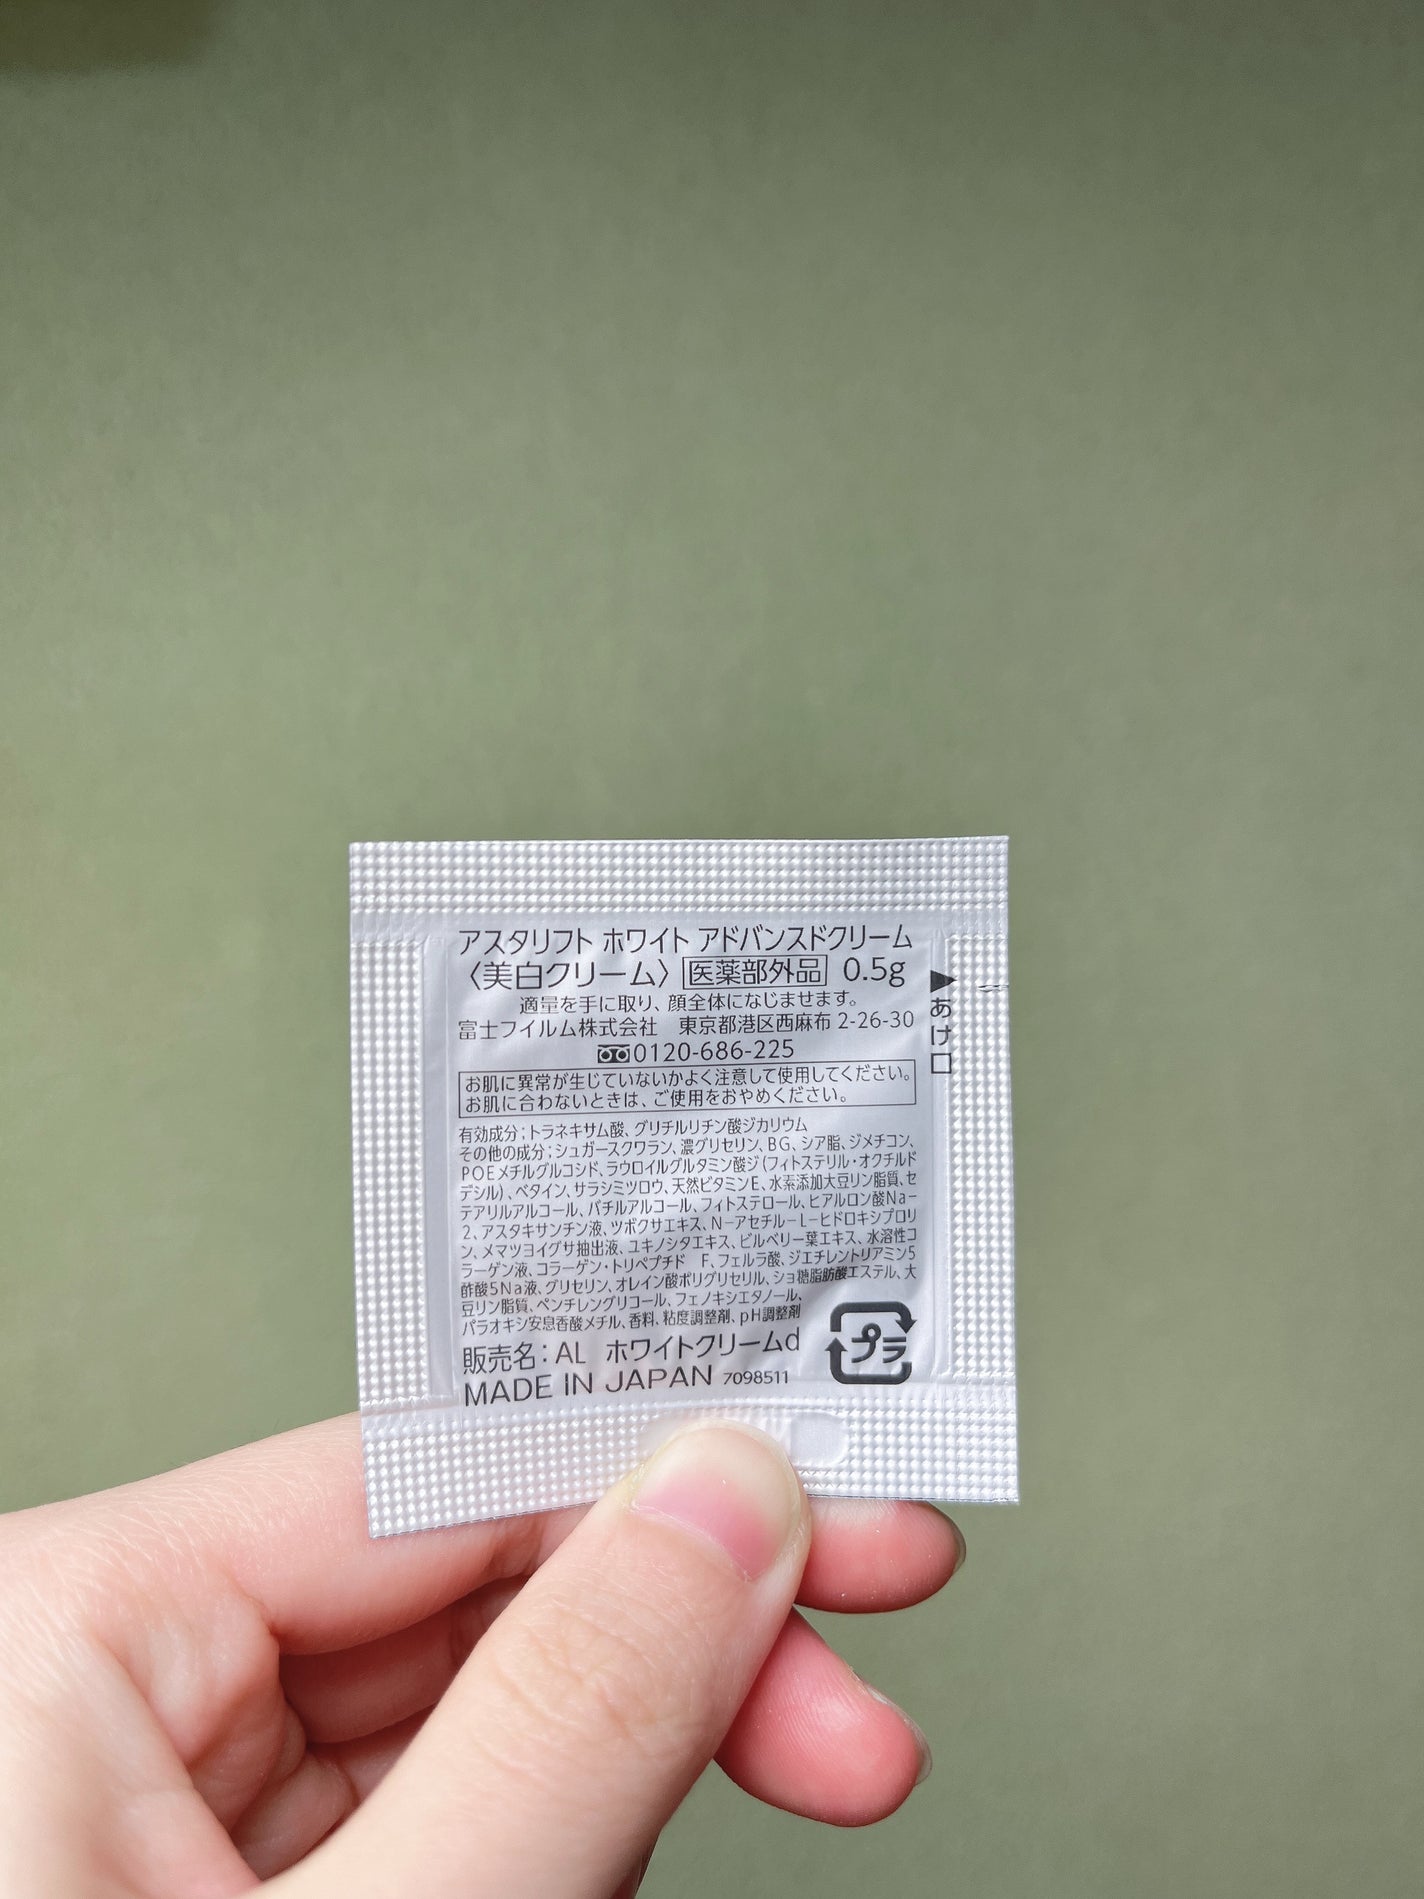 アスタリフト ホワイト アドバンスドクリーム
〈美白クリーム〉 医薬部外品 0.5g
適量を手に取り、顔全体になじませます。
富士フイルム株式会社 東京都港区西麻布 2-26-30
0120-686-225
お肌に異常が生じていないかよく注意して使用してください。
お肌に合わないときは、ご使用をおやめください。
▶あけ口
有効成分;トラネキサム酸、グリチルリチン酸ジカリウム
その他の成分;シュガースクワラン、濃グリセリン、BG、シア脂、ジメチコン、
POEメチルグルコシド、ラウロイルグルタミン酸ジ(フィトステリル・オクチルド
デシル)、ベタイン、サラシミツロウ、天然ビタミンE、水素添加大豆リン脂質、セ
テアリルアルコール、バチルアルコール、フィトステロール、ヒアルロン酸Na-
2、アスタキサンチン液、ツボクサエキス、N-アセチル-L-ヒドロキシプロリ
ン、メマツヨイグサ抽出液、ユキノシタエキス、ビルベリー葉エキス、水溶性コ
ラーゲン液、コラーゲン・トリペプチド F、フェルラ酸、ジエチレントリアミン5
酢酸5Na液、グリセリン、オレイン酸ポリグリセリル、ショ糖脂肪酸エステル、大
豆リン脂質、ペンチレングリコール、フェノキシエタノール、
パラオキシ安息香酸メチル、香料、粘度調整剤、pH調整剤
販売名:AL ホワイトクリームd
MADE IN JAPAN 7098511
プラ